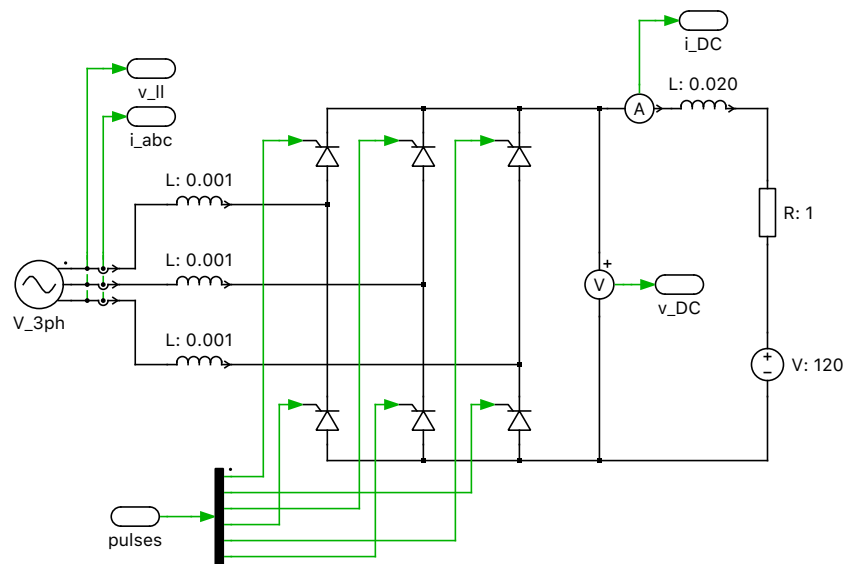 i_DC
v_ll
L: 0.020
A
i_abc
L: 0.001
R: 1
L: 0.001
+
V
v_DC
V_3ph
L: 0.001
+
−
V: 120
pulses